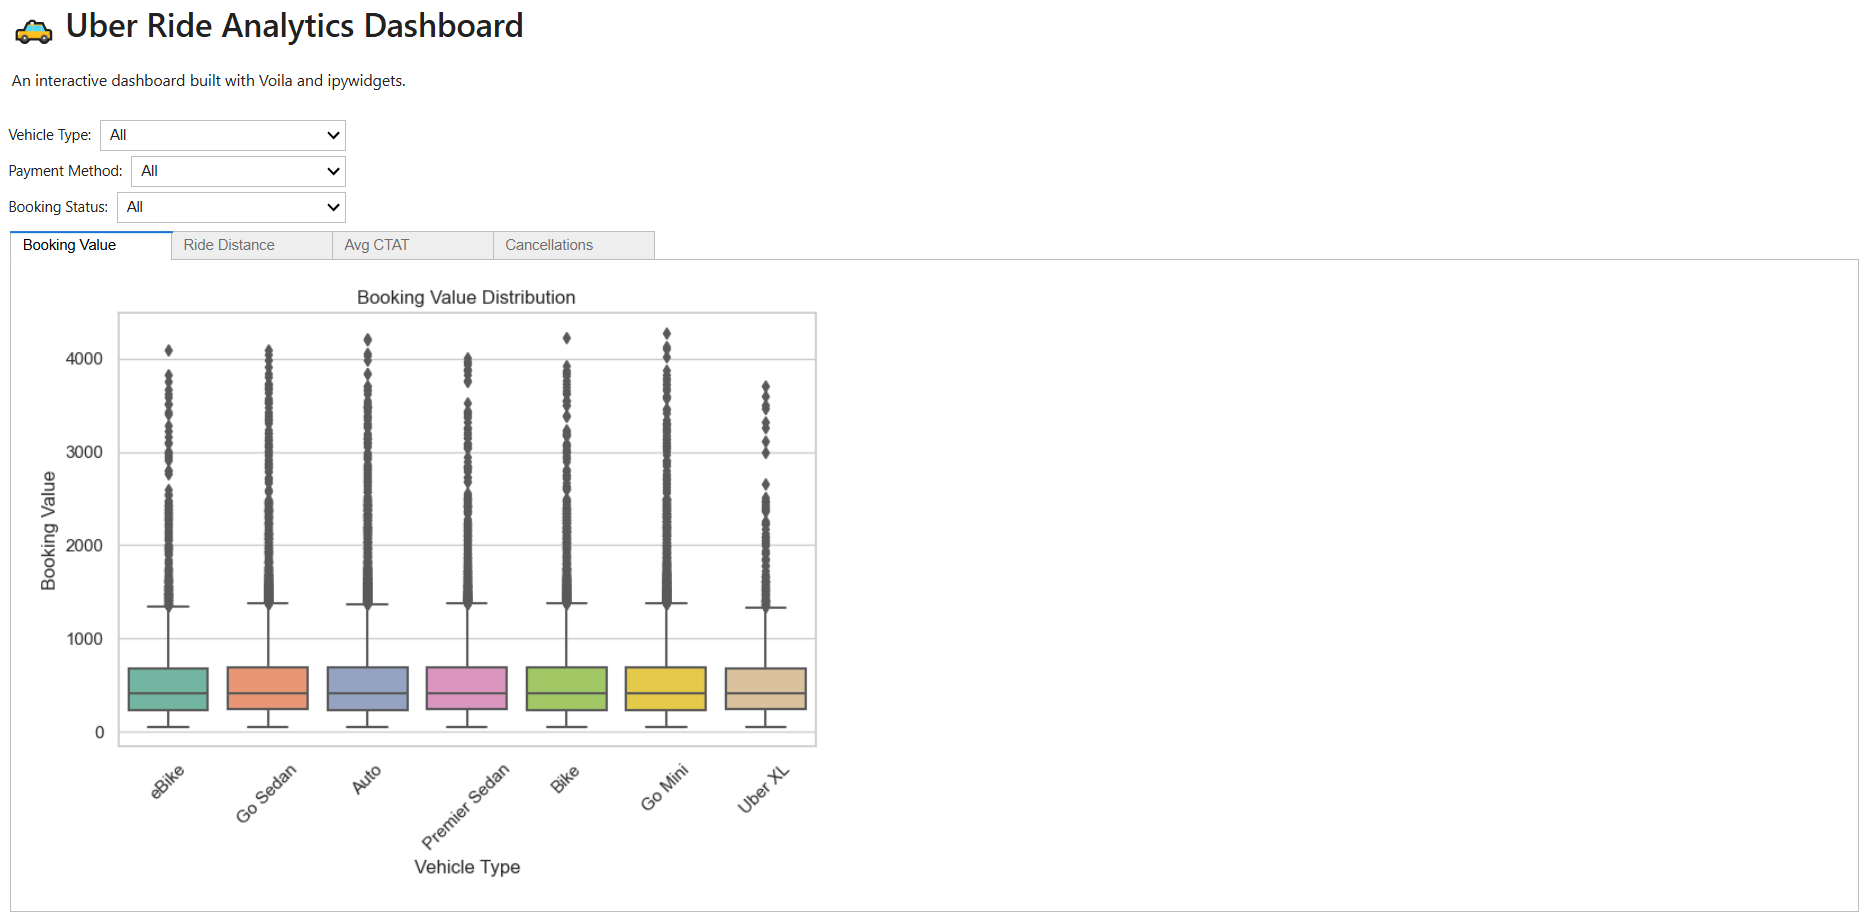 Uber Ride Analytics Dashboard
An interactive dashboard built with Voila and ipywidgets.
Vehicle Type: All
Payment Method: All
Booking Status: All
Booking Value Ride Distance Avg CTAT Cancellations
Booking Value Distribution
4000
3000
2000
1000
0
Booking Value
eBike Go Sedan Auto Premier Sedan Bike Go Mini Uber XL
Vehicle Type